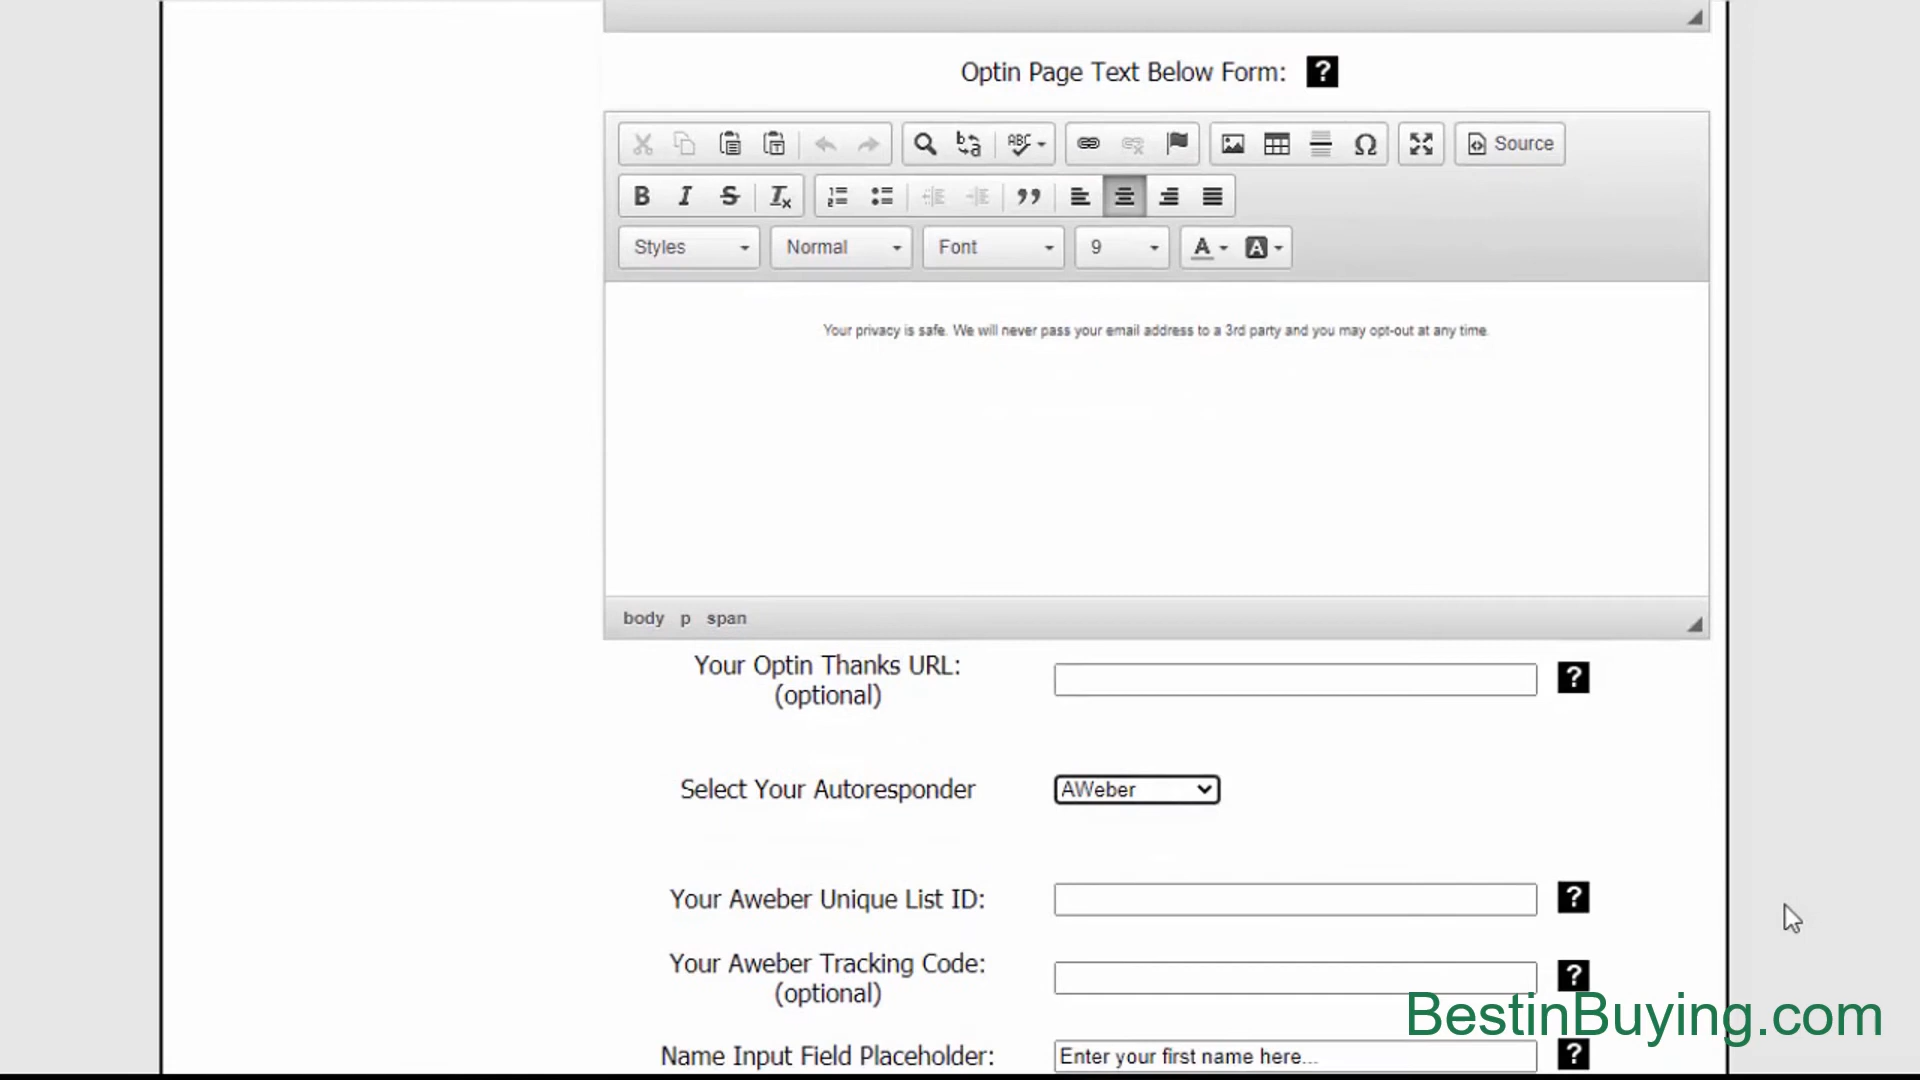 Optin Page Text Below Form: ?
Source
Styles Normal Font 9
Your privacy is safe. We will never pass your email address to a 3rd party and you may opt-out at any time.
body p span
Your Optin Thanks URL:
(optional)
?
Select Your Autoresponder AWeber
Your Aweber Unique List ID: ?
Your Aweber Tracking Code:
(optional)
?
BestinBuying.com
Name Input Field Placeholder: Enter your first name here... ?